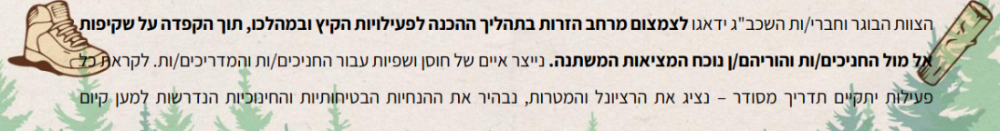 הצוות הבוגר וחברי/ות השכב"ג ידאגו לצמצום מרחב הזרות בתהליך ההכנה לפעילויות הקיץ ובמהלכו, תוך הקפדה על שקיפות
אל מול החניכים/ות והוריהם/ן נוכח המציאות המשתנה. נייצר איים של חוסן ושפיות עבור החניכים/ות והמדריכים/ות. לקראת כל
פעילות יתקיים תדריך מסודר – נציג את הרציונל והמטרות, נבהיר את ההנחיות הבטיחותיות והחינוכיות הנדרשות למען קיום